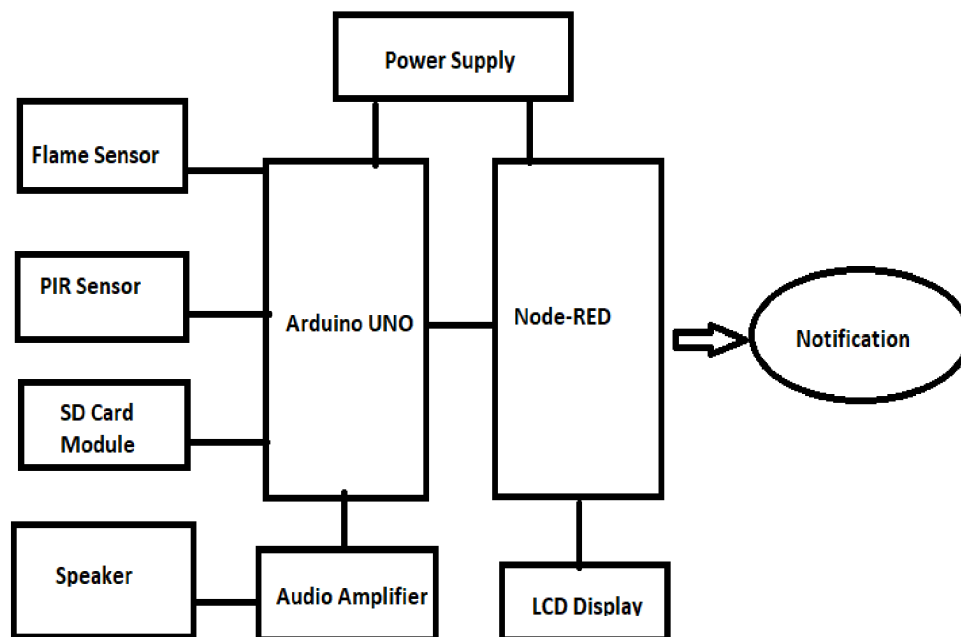 Power Supply
Flame Sensor
PIR Sensor
Arduino UNO
Node-RED
Notification
SD Card
Module
Speaker
Audio Amplifier
LCD Display